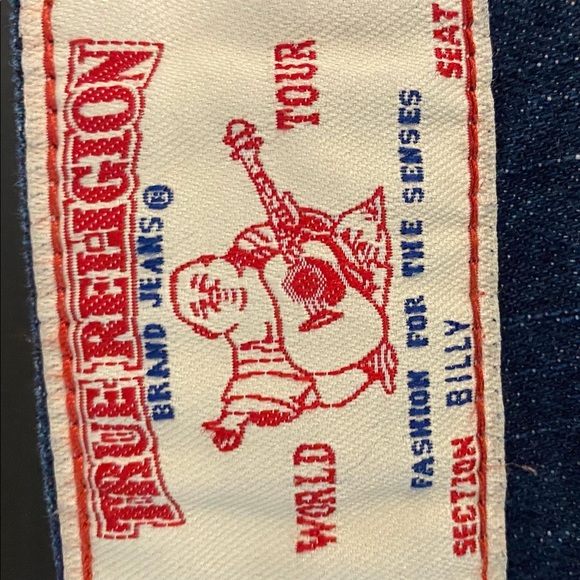 TRUE RELIGION
BRAND JEANS®
WORLD TOUR
FASHION FOR THE SENSES
SECTION BILLY SEAT